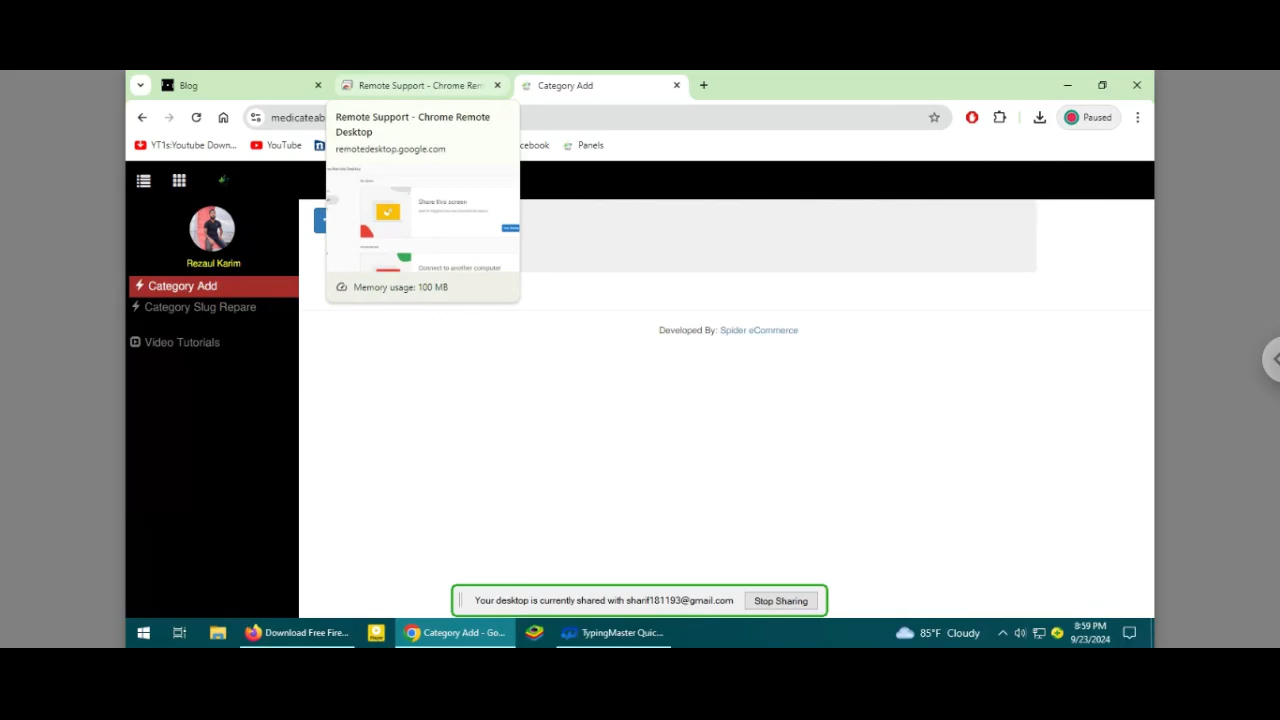 Blog
Remote Support - Chrome Rem
Category Add
medicateab
Paused
Remote Support - Chrome Remote
Desktop
remotedesktop.google.com
YT1s:Youtube Down...
YouTube
cebook
Panels
Share this screen
Connect to another computer
Memory usage: 100 MB
Rezaul Karim
Category Add
Category Slug Repare
Video Tutorials
Developed By: Spider eCommerce
Your desktop is currently shared with sharif181193@gmail.com
Stop Sharing
Download Free Fire...
Category Add - Go...
TypingMaster Quic...
85°F Cloudy
8:59 PM
9/23/2024